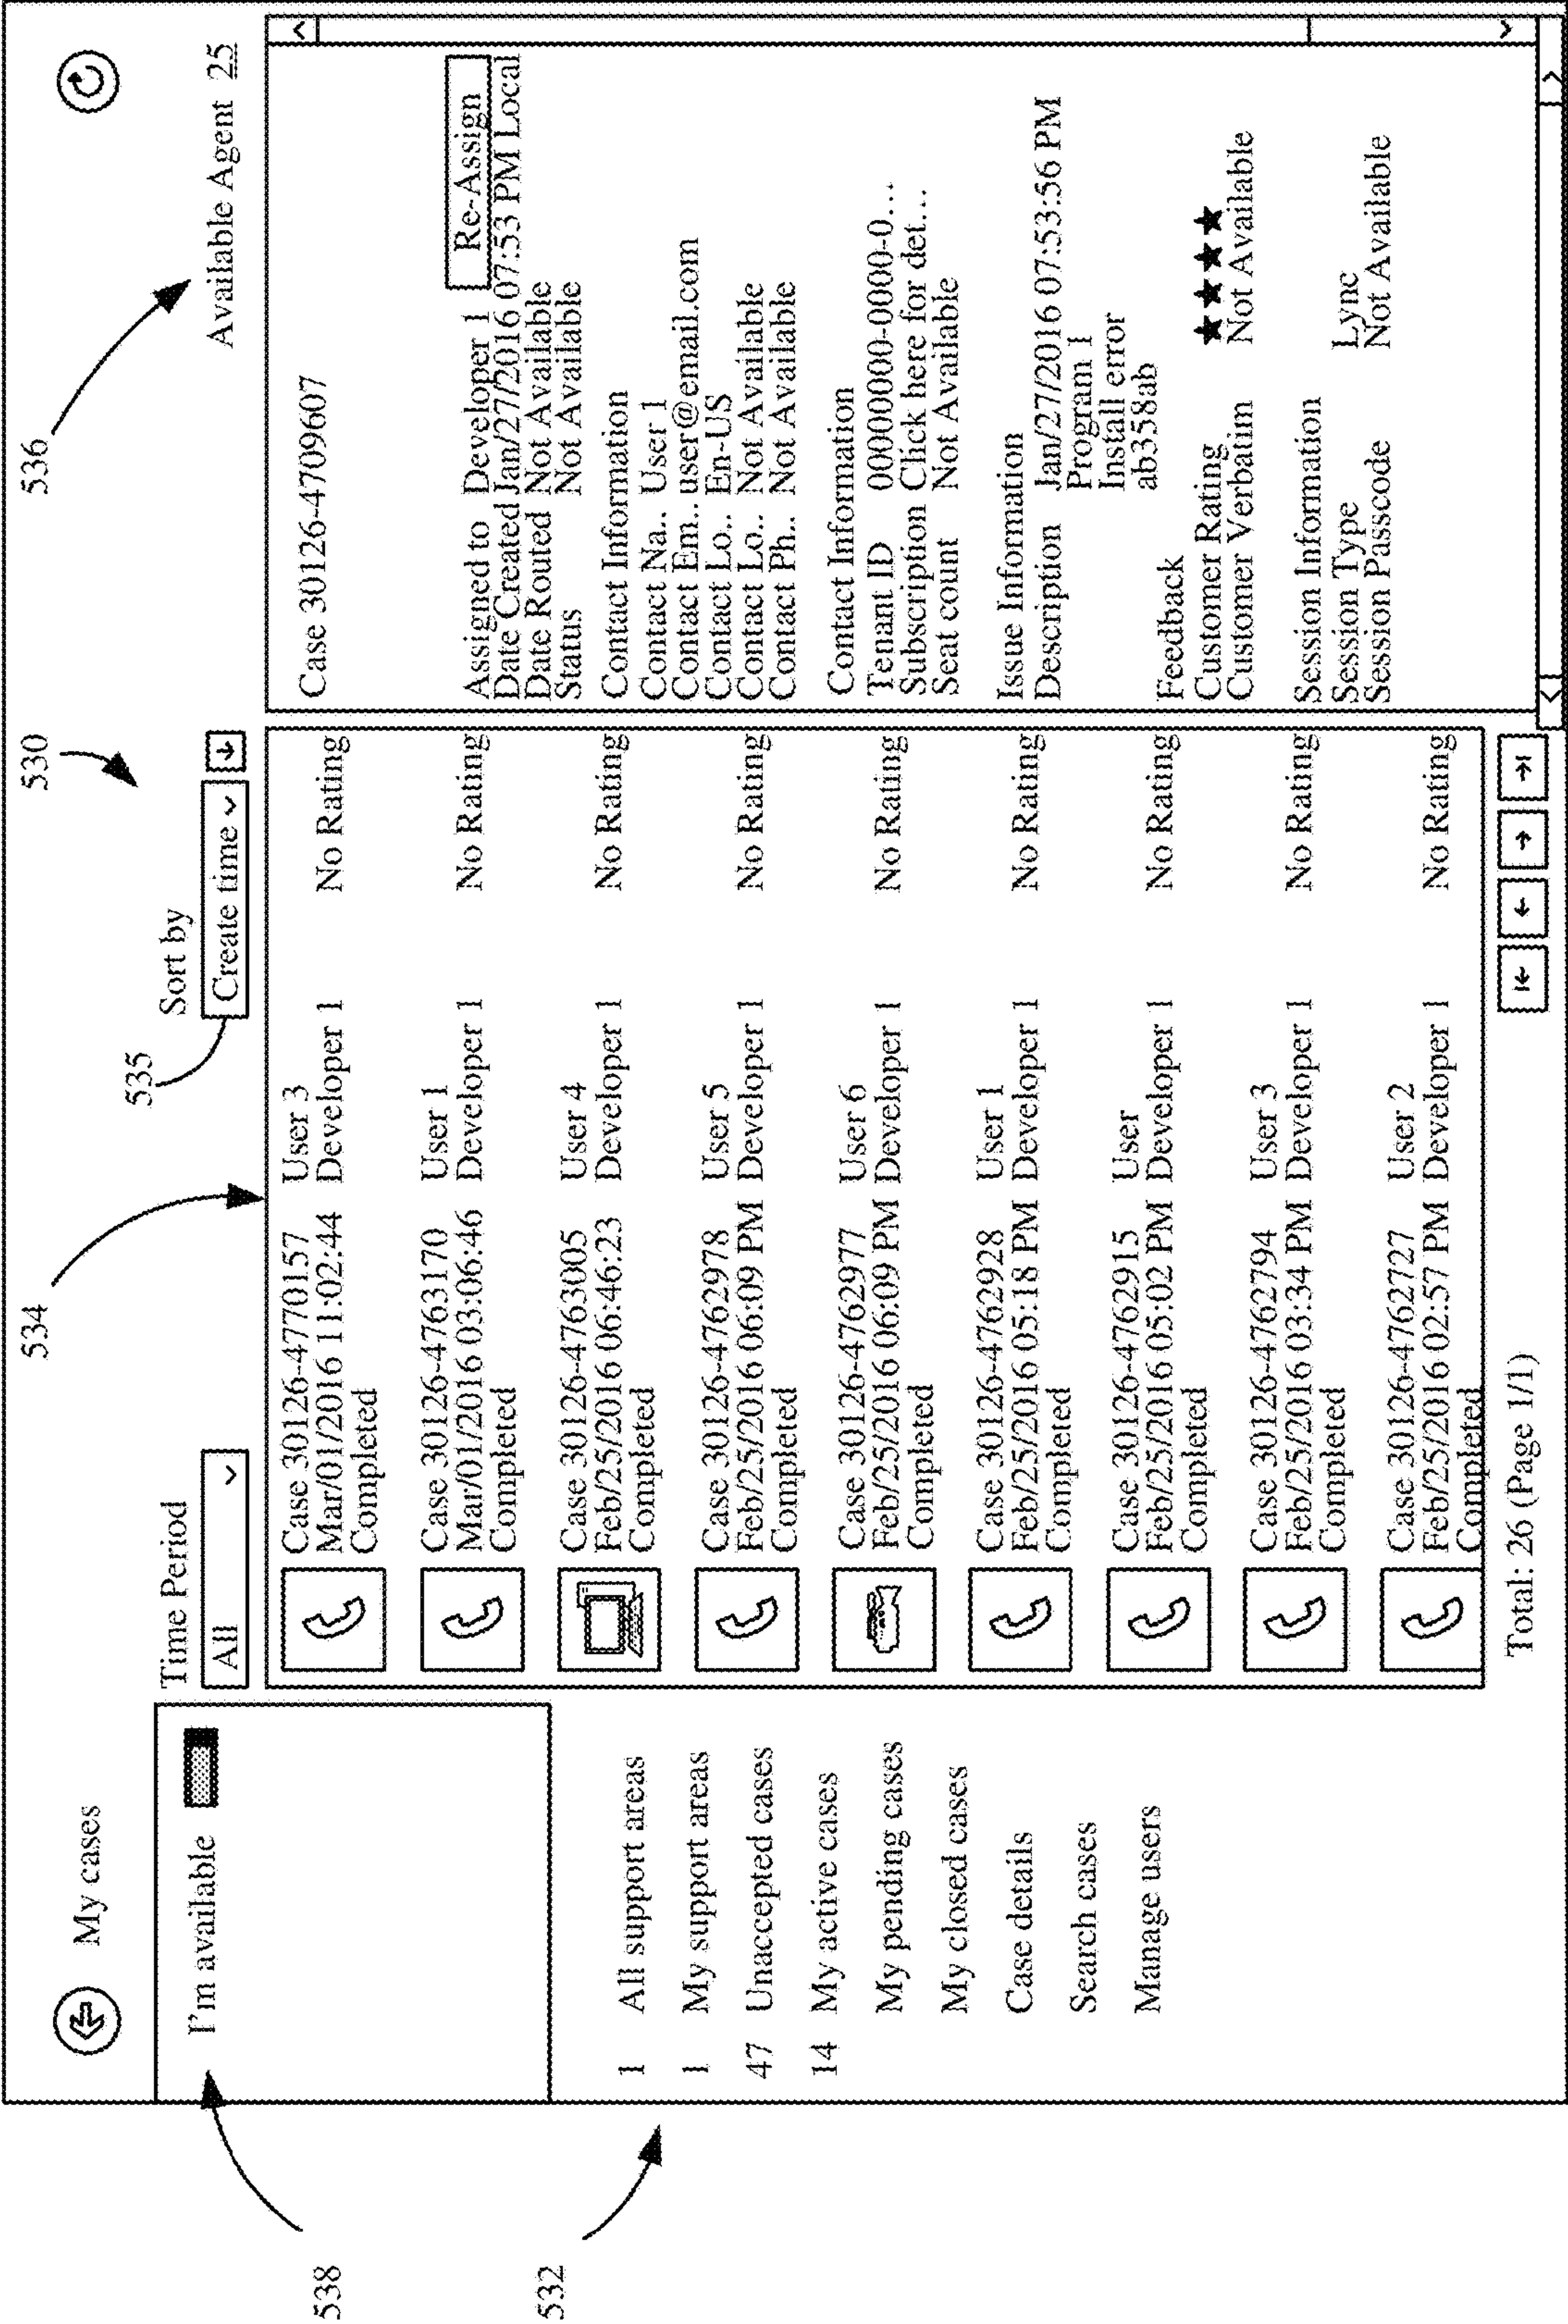 530
534
535
536
538
532
My cases
I'm available
1 All support areas
1 My support areas
47 Unaccepted cases
14 My active cases
My pending cases
My closed cases
Case details
Search cases
Manage users
Time Period
All
Sort by
Create time
Case 30126-4770157 User 3
Mar/01/2016 11:02:44 Developer 1 No Rating
Completed
Case 30126-4763170 User 1
Mar/01/2016 03:06:46 Developer 1 No Rating
Completed
Case 30126-4763005 User 4
Feb/25/2016 06:46:23 Developer 1 No Rating
Completed
Case 30126-4762978 User 5
Feb/25/2016 06:09 PM Developer 1 No Rating
Completed
Case 30126-4762977 User 6
Feb/25/2016 06:09 PM Developer 1 No Rating
Completed
Case 30126-4762928 User 1
Feb/25/2016 05:18 PM Developer 1 No Rating
Completed
Case 30126-4762915 User
Feb/25/2016 05:02 PM Developer 1 No Rating
Completed
Case 30126-4762794 User 3
Feb/25/2016 03:34 PM Developer 1 No Rating
Completed
Case 30126-4762727 User 2
Feb/25/2016 02:57 PM Developer 1 No Rating
Completed
Total: 26 (Page 1/1)
Available Agent 25
Case 30126-4709607
Re-Assign
Assigned to Developer 1
Date Created Jan/27/2016 07:53 PM Local
Date Routed Not Available
Status Not Available
Contact Information
Contact Na.. User 1
Contact Em.. user@email.com
Contact Lo.. En-US
Contact Lo.. Not Available
Contact Ph.. Not Available
Contact Information
Tenant ID 00000000-0000-0...
Subscription Click here for det...
Seat count Not Available
Issue Information
Description Jan/27/2016 07:53:56 PM
Program 1
Install error
ab358ab
Feedback
Customer Rating ★★★★
Customer Verbatim Not Available
Session Information
Session Type Lync
Session Passcode Not Available